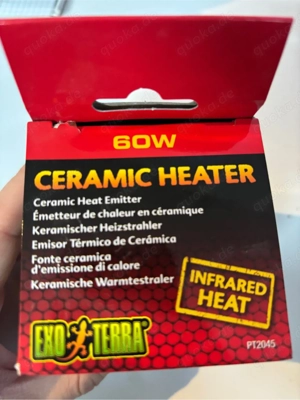 60W
CERAMIC HEATER
Ceramic Heat Emitter
Émetteur de chaleur en céramique
Keramischer Heizstrahler
Emisor Térmico de Cerámica
Fonte ceramica
d'emissione di calore
Keramische Warmtestraler
INFRARED
HEAT
EXO TERRA
PT2045